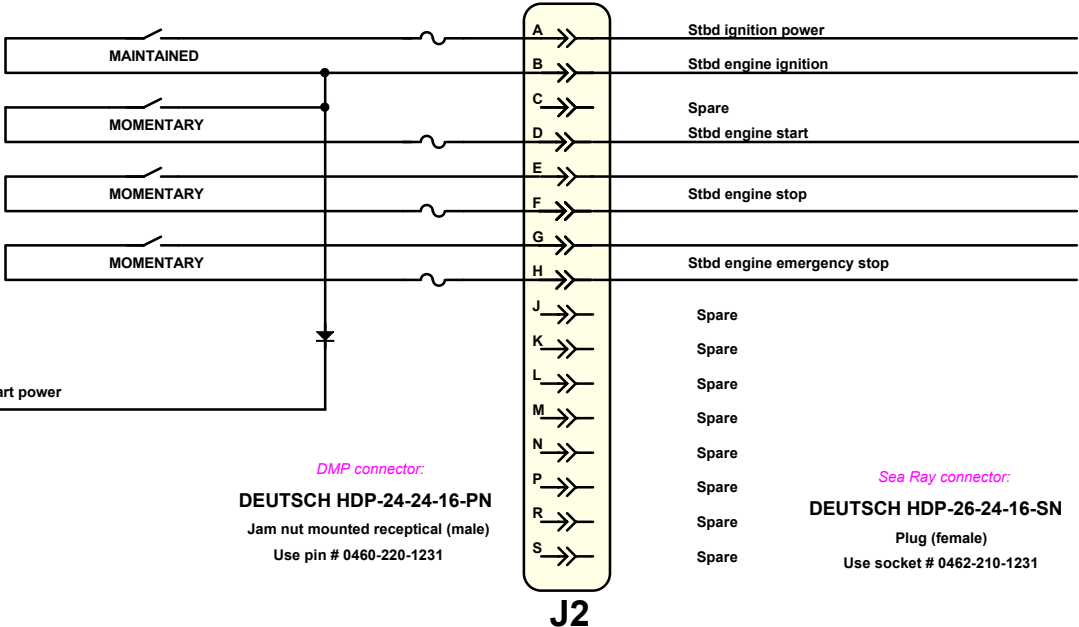 A Stbd ignition power
MAINTAINED
B Stbd engine ignition
C Spare
MOMENTARY
D Stbd engine start
E
MOMENTARY
Stbd engine stop
F
G
MOMENTARY
Stbd engine emergency stop
H
J Spare
K Spare
L Spare
art power
M Spare
N Spare
DMP connector:
P Spare
Sea Ray connector:
DEUTSCH HDP-24-24-16-PN
DEUTSCH HDP-26-24-16-SN
R Spare
Jam nut mounted receptical (male)
Plug (female)
S Spare
Use pin # 0460-220-1231
Use socket # 0462-210-1231
J2